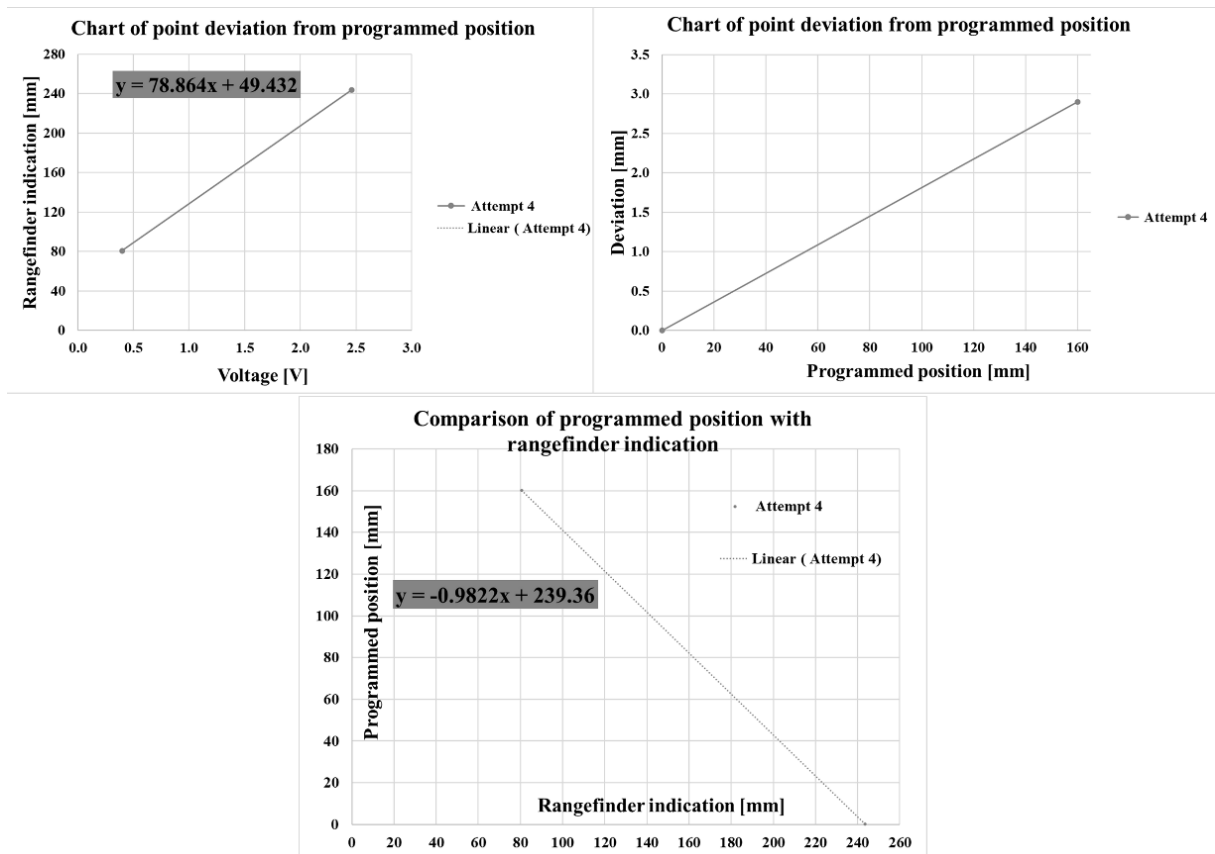 Chart of point deviation from programmed position
280
240
200
160
120
80
40
0
Rangefinder indication [mm]
y = 78.864x + 49.432
0.0 0.5 1.0 1.5 2.0 2.5 3.0
Voltage [V]
Attempt 4
Linear ( Attempt 4)
Chart of point deviation from programmed position
3.5
3.0
2.5
2.0
1.5
1.0
0.5
0.0
Deviation [mm]
0 20 40 60 80 100 120 140 160
Programmed position [mm]
Attempt 4
Comparison of programmed position with
rangefinder indication
180
160
140
120
100
80
60
40
20
0
Programmed position [mm]
Attempt 4
Linear ( Attempt 4)
y = -0.9822x + 239.36
Rangefinder indication [mm]
0 20 40 60 80 100 120 140 160 180 200 220 240 260